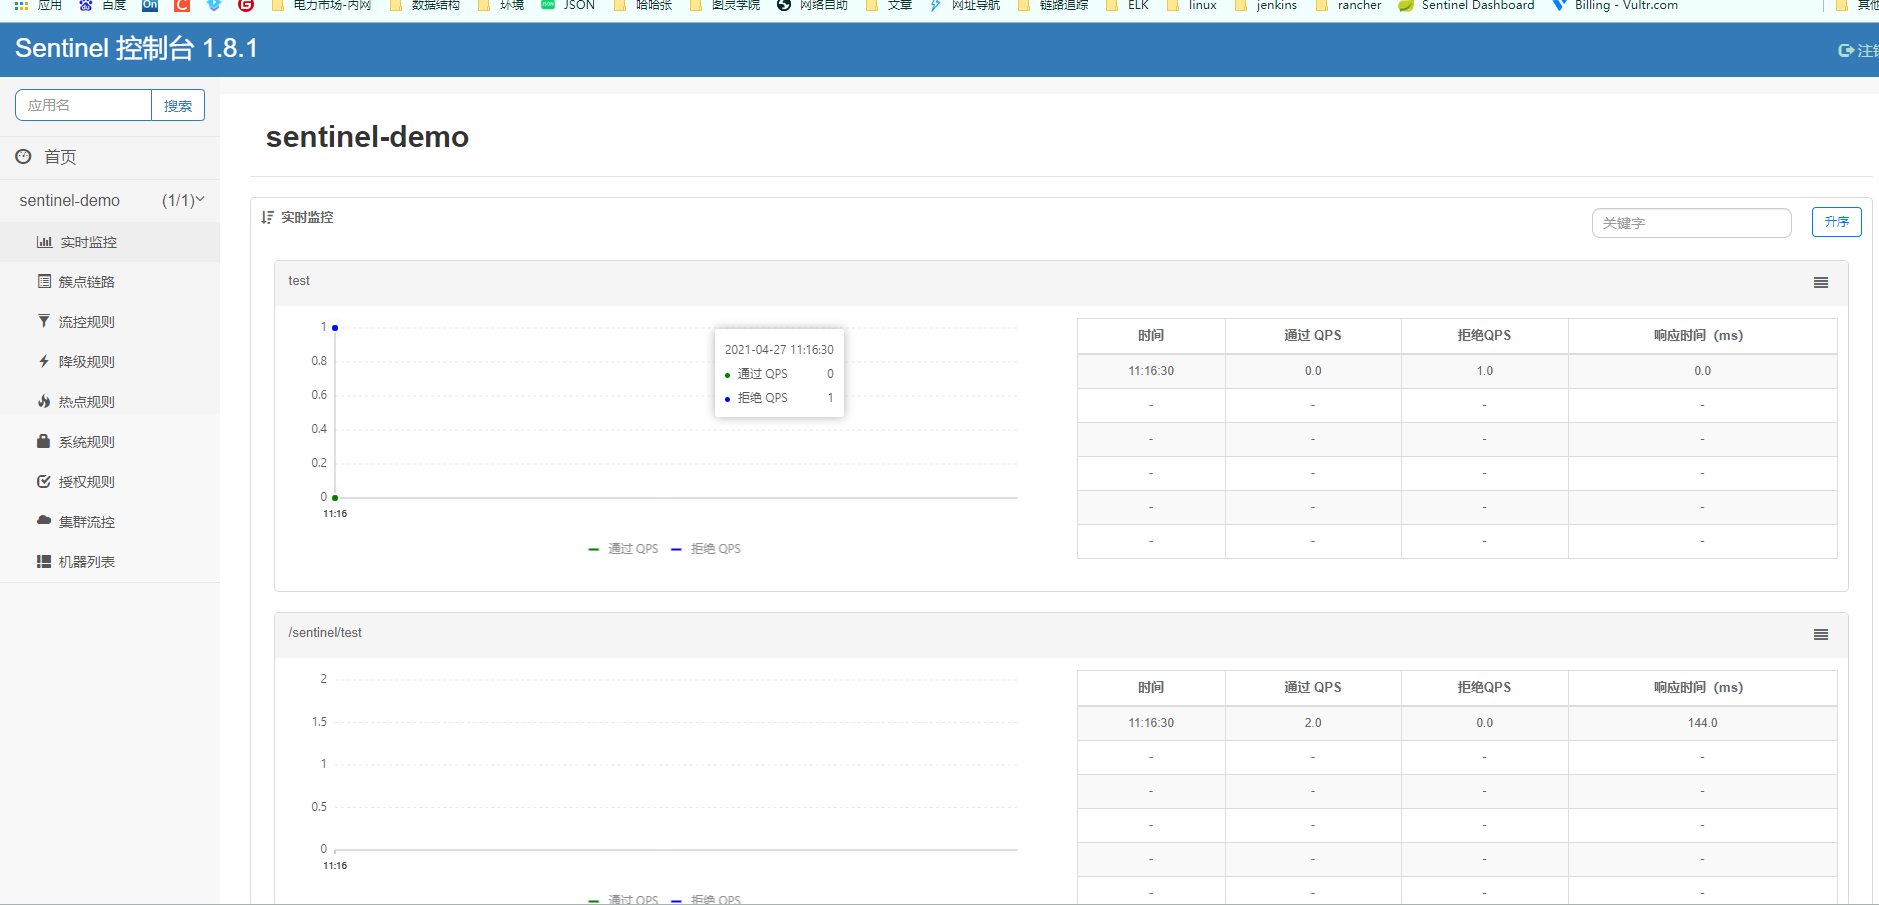 应用 百度 On C G 电力市场-内网 数据结构 环境 JSON 哈哈张 图灵学院 网络自助 文章 网址导航 链路追踪 ELK linux jenkins rancher Sentinel Dashboard Billing - Vultr.com 其他
Sentinel 控制台 1.8.1
注销
应用名 搜索
首页
sentinel-demo (1/1)
实时监控
簇点链路
流控规则
降级规则
热点规则
系统规则
授权规则
集群流控
机器列表
sentinel-demo
实时监控 关键字 升序
test
1
0.8
0.6
0.4
0.2
0
11:16
2021-04-27 11:16:30
通过 QPS 0
拒绝 QPS 1
通过 QPS 拒绝 QPS
时间 通过 QPS 拒绝QPS 响应时间 (ms)
11:16:30 0.0 1.0 0.0
- - - -
- - - -
- - - -
- - - -
- - - -
/sentinel/test
2
1.5
1
0.5
0
11:16
通过 QPS 拒绝 QPS
时间 通过 QPS 拒绝QPS 响应时间 (ms)
11:16:30 2.0 0.0 144.0
- - - -
- - - -
- - - -
- - - -
- - - -